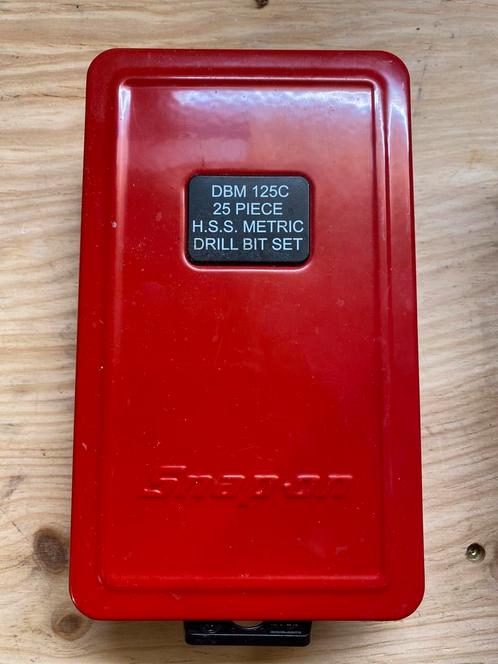 DBM 125C
25 PIECE
H.S.S. METRIC
DRILL BIT SET
Snap-on